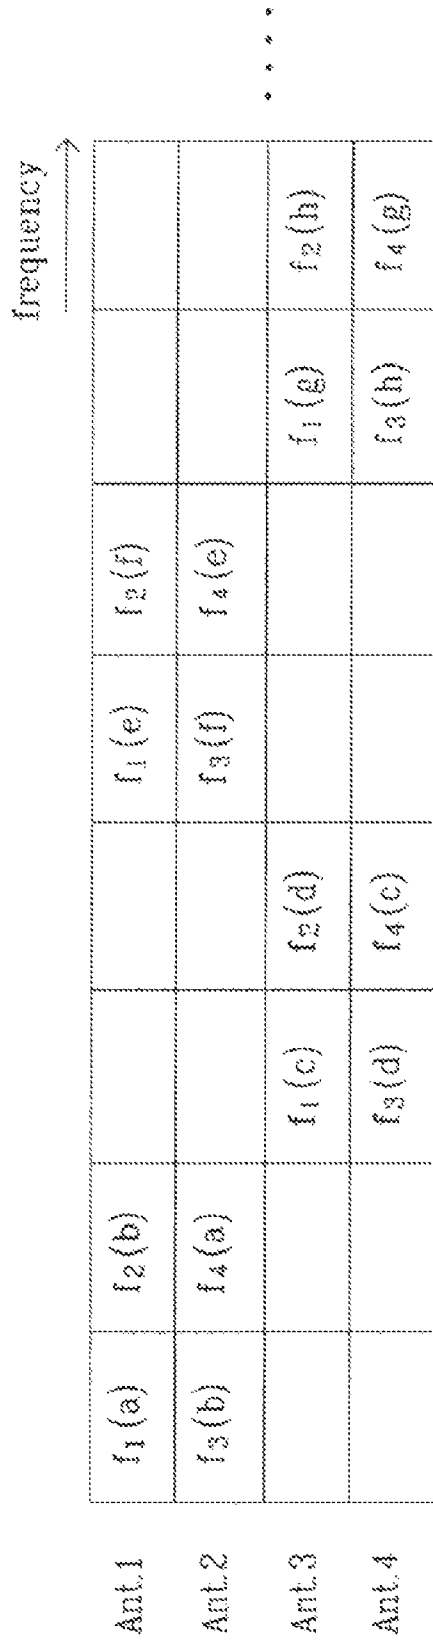 frequency
Ant.1 f1(a) f2(b) f1(e) f2(f)
Ant.2 f3(b) f4(a) f3(f) f4(e)
Ant.3 f1(c) f2(d) f1(g) f2(h)
Ant.4 f3(d) f4(c) f3(h) f4(g)